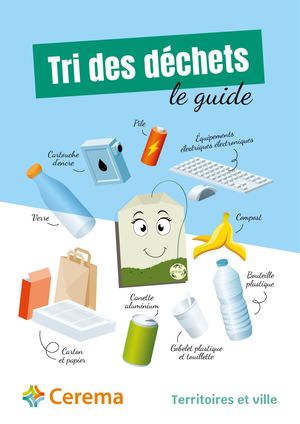 Tri des déchets
le guide
Pile
Équipements
électriques électroniques
Cartouche
d'encre
Verre
Compost
Bouteille
plastique
Canette
aluminium
Gobelet plastique
et touillette
Carton
et papier
Cerema
Territoires et ville